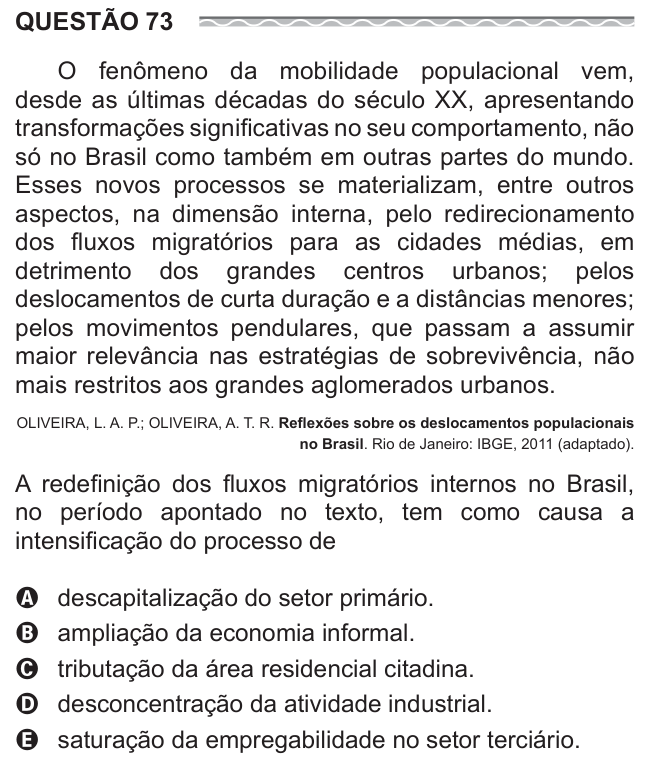 QUESTÃO 73
O fenômeno da mobilidade populacional vem,
desde as últimas décadas do século XX, apresentando
transformações significativas no seu comportamento, não
só no Brasil como também em outras partes do mundo.
Esses novos processos se materializam, entre outros
aspectos, na dimensão interna, pelo redirecionamento
dos fluxos migratórios para as cidades médias, em
detrimento dos grandes centros urbanos; pelos
deslocamentos de curta duração e a distâncias menores;
pelos movimentos pendulares, que passam a assumir
maior relevância nas estratégias de sobrevivência, não
mais restritos aos grandes aglomerados urbanos.
OLIVEIRA, L. A. P.; OLIVEIRA, A. T. R. Reflexões sobre os deslocamentos populacionais
no Brasil. Rio de Janeiro: IBGE, 2011 (adaptado).
A redefinição dos fluxos migratórios internos no Brasil,
no período apontado no texto, tem como causa a
intensificação do processo de
A descapitalização do setor primário.
B ampliação da economia informal.
C tributação da área residencial citadina.
D desconcentração da atividade industrial.
E saturação da empregabilidade no setor terciário.